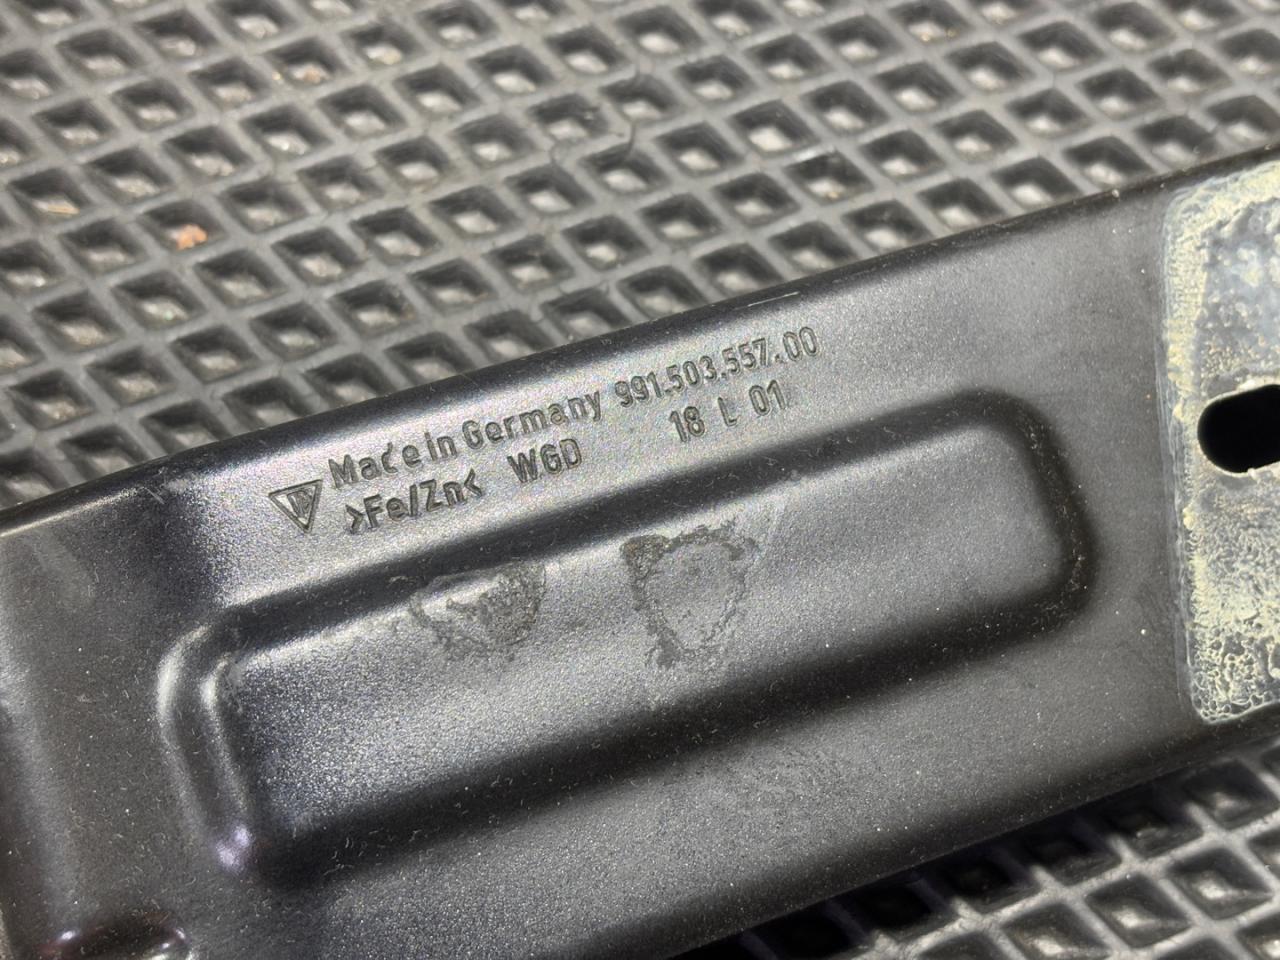 Made in Germany 991.503.557.00
>Fe/Zn< WGD 18 L 01